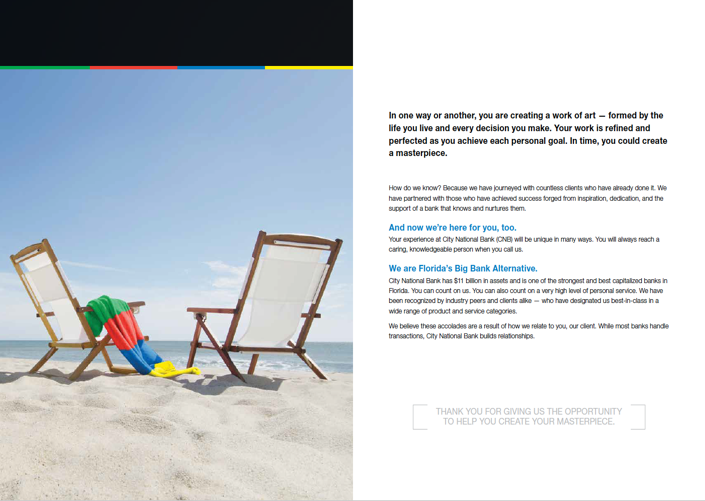 In one way or another, you are creating a work of art — formed by the
life you live and every decision you make. Your work is refined and
perfected as you achieve each personal goal. In time, you could create
a masterpiece.
How do we know? Because we have journeyed with countless clients who have already done it. We
have partnered with those who have achieved success forged from inspiration, dedication, and the
support of a bank that knows and nurtures them.
And now we're here for you, too.
Your experience at City National Bank (CNB) will be unique in many ways. You will always reach a
caring, knowledgeable person when you call us.
We are Florida's Big Bank Alternative.
City National Bank has $11 billion in assets and is one of the strongest and best capitalized banks in
Florida. You can count on us. You can also count on a very high level of personal service. We have
been recognized by industry peers and clients alike — who have designated us best-in-class in a
wide range of product and service categories.
We believe these accolades are a result of how we relate to you, our client. While most banks handle
transactions, City National Bank builds relationships.
THANK YOU FOR GIVING US THE OPPORTUNITY
TO HELP YOU CREATE YOUR MASTERPIECE.